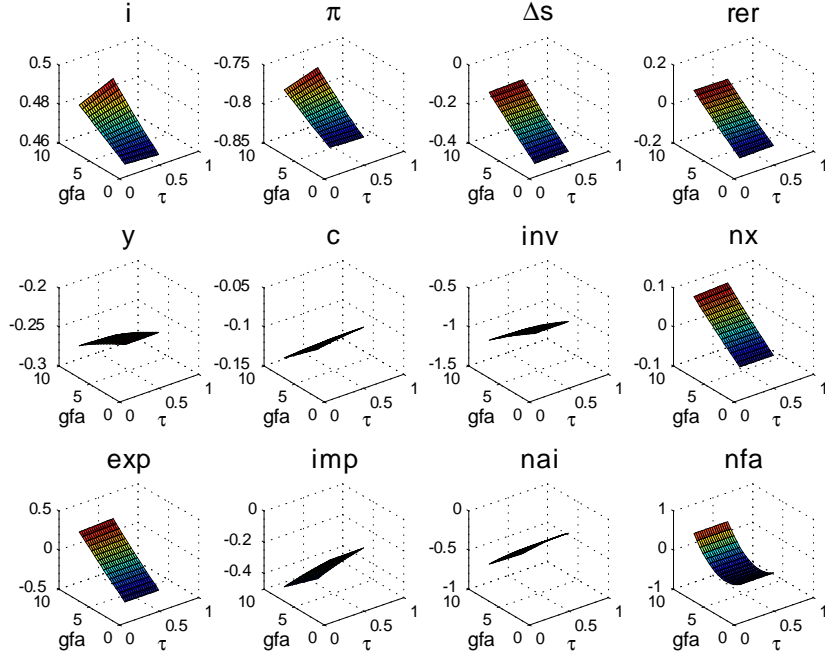 i π Δs rer
0.5 -0.75 0 0.2
0.48 -0.8 -0.2 0
0.46 -0.85 -0.4 -0.2
10 10 10 10
5 5 5 5
0 0 0 0
gfa gfa gfa gfa
0 0.5 1 0 0.5 1 0 0.5 1 0 0.5 1
τ τ τ τ
y c inv nx
-0.2 -0.05 -0.5 0.1
-0.25 -0.1 -1 0
-0.3 -0.15 -1.5 -0.1
10 10 10 10
5 5 5 5
0 0 0 0
gfa gfa gfa gfa
0 0.5 1 0 0.5 1 0 0.5 1 0 0.5 1
τ τ τ τ
exp imp nai nfa
0.5 0 0 1
0 -0.2 -0.5 0
-0.5 -0.4 -1 -1
10 10 10 10
5 5 5 5
0 0 0 0
gfa gfa gfa gfa
0 0.5 1 0 0.5 1 0 0.5 1 0 0.5 1
τ τ τ τ